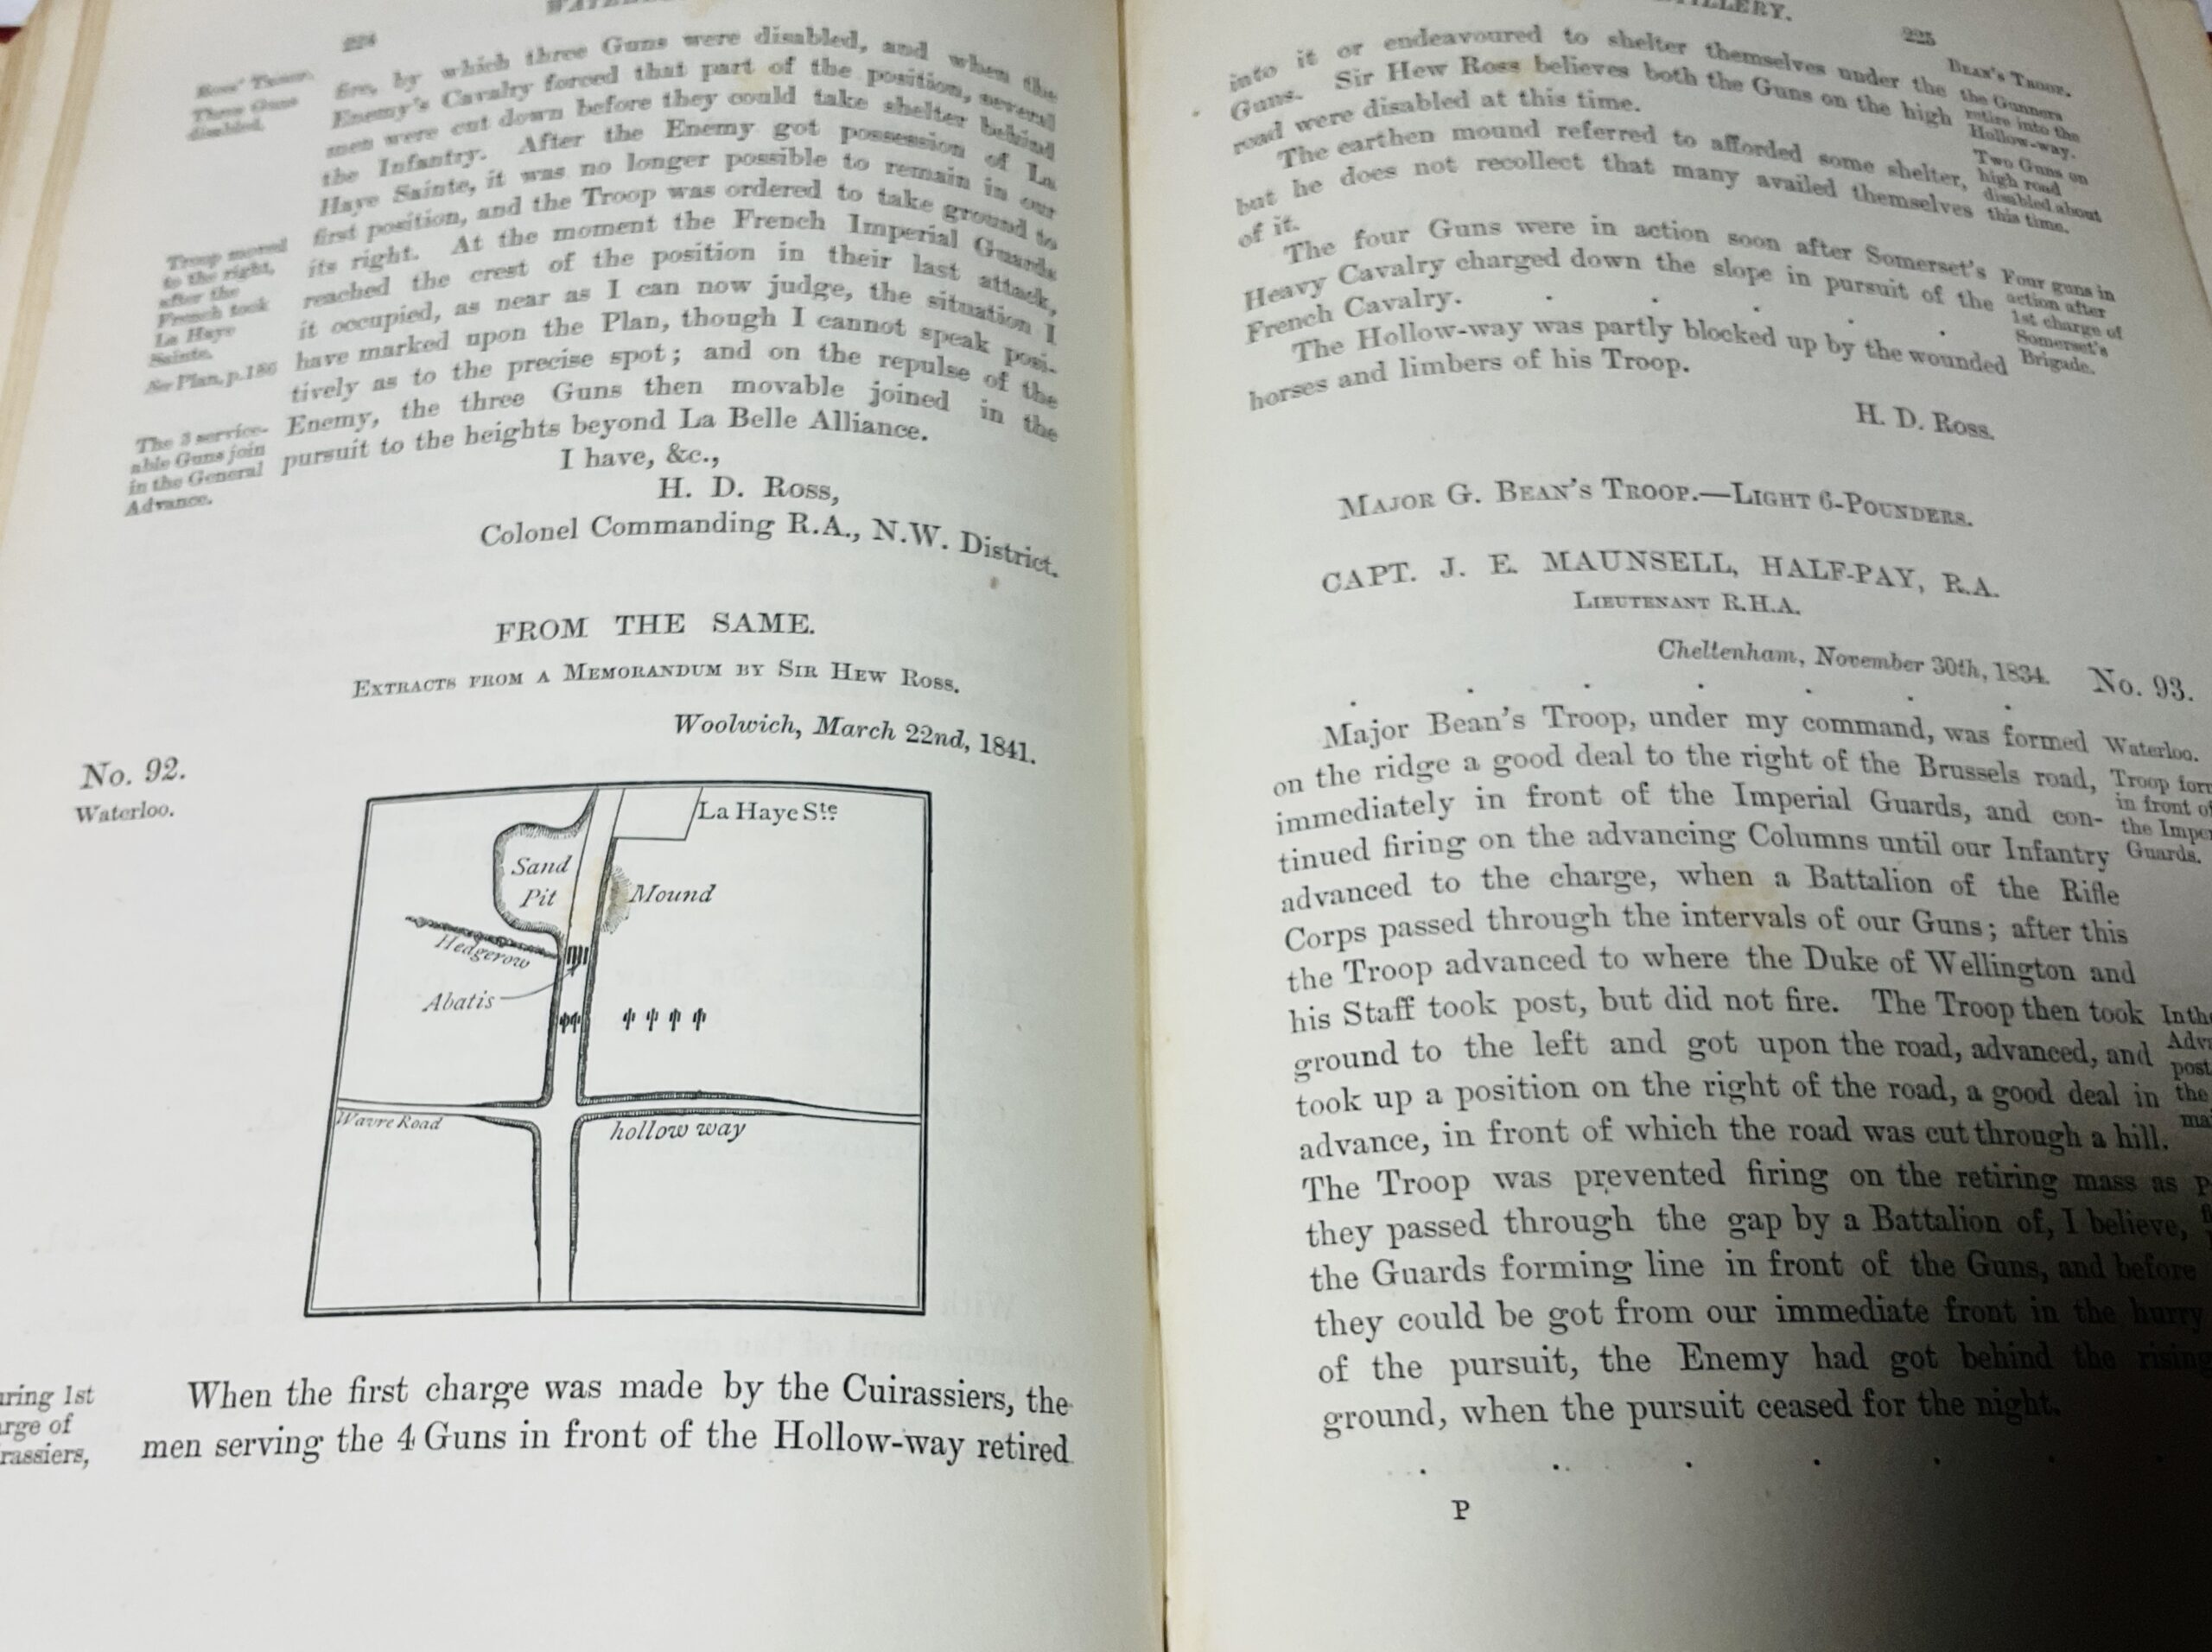 224
Ross' Troop.
Three Guns
disabled.
fire, by which three Guns were disabled, and when the
Enemy's Cavalry forced that part of the position, several
men were cut down before they could take shelter behind
the Infantry. After the Enemy got possession of La
Haye Sainte, it was no longer possible to remain in our
first position, and the Troop was ordered to take ground to
its right. At the moment the French Imperial Guards
reached the crest of the position in their last attack,
it occupied, as near as I can now judge, the situation I
have marked upon the Plan, though I cannot speak posi-
tively as to the precise spot; and on the repulse of the
Enemy, the three Guns then movable joined in the
pursuit to the heights beyond La Belle Alliance.
Troop moved
to the right,
after the
French took
La Haye
Sainte.
See Plan, p.186
The 3 service-
able Guns join
in the General
Advance.
I have, &c.,
H. D. Ross,
Colonel Commanding R.A., N.W. District.
FROM THE SAME.
Extracts from a Memorandum by Sir Hew Ross.
Woolwich, March 22nd, 1841.
No. 92.
Waterloo.
La Haye Ste
Sand
Pit
Mound
Hedgerow
Abatis
Wavre Road
hollow way
When the first charge was made by the Cuirassiers, the
men serving the 4 Guns in front of the Hollow-way retired
uring 1st
arge of
rassiers,
225
into it or endeavoured to shelter themselves under the
Guns. Sir Hew Ross believes both the Guns on the high
road were disabled at this time.
The earthen mound referred to afforded some shelter,
but he does not recollect that many availed themselves
of it.
The four Guns were in action soon after Somerset's
Heavy Cavalry charged down the slope in pursuit of the
French Cavalry.
The Hollow-way was partly blocked up by the wounded
horses and limbers of his Troop.
Bean's Troop.
the Gunners
retire into the
Hollow-way.
Two Guns on
high road
disabled about
this time.
Four guns in
action after
1st charge of
Somerset's
Brigade.
H. D. Ross.
Major G. Bean's Troop.—Light 6-Pounders.
CAPT. J. E. MAUNSELL, HALF-PAY, R.A.
Lieutenant R.H.A.
Cheltenham, November 30th, 1834.
No. 93.
Major Bean's Troop, under my command, was formed
on the ridge a good deal to the right of the Brussels road,
immediately in front of the Imperial Guards, and con-
tinued firing on the advancing Columns until our Infantry
advanced to the charge, when a Battalion of the Rifle
Corps passed through the intervals of our Guns; after this
the Troop advanced to where the Duke of Wellington and
his Staff took post, but did not fire. The Troop then took
ground to the left and got upon the road, advanced, and
took up a position on the right of the road, a good deal in
advance, in front of which the road was cut through a hill.
The Troop was prevented firing on the retiring mass as
they passed through the gap by a Battalion of, I believe,
the Guards forming line in front of the Guns, and before
they could be got from our immediate front in the hurry
of the pursuit, the Enemy had got behind the rising
ground, when the pursuit ceased for the night.
Waterloo.
Troop for
in front of
the Impe
Guards.
In the
Adv
post
the
ma
P